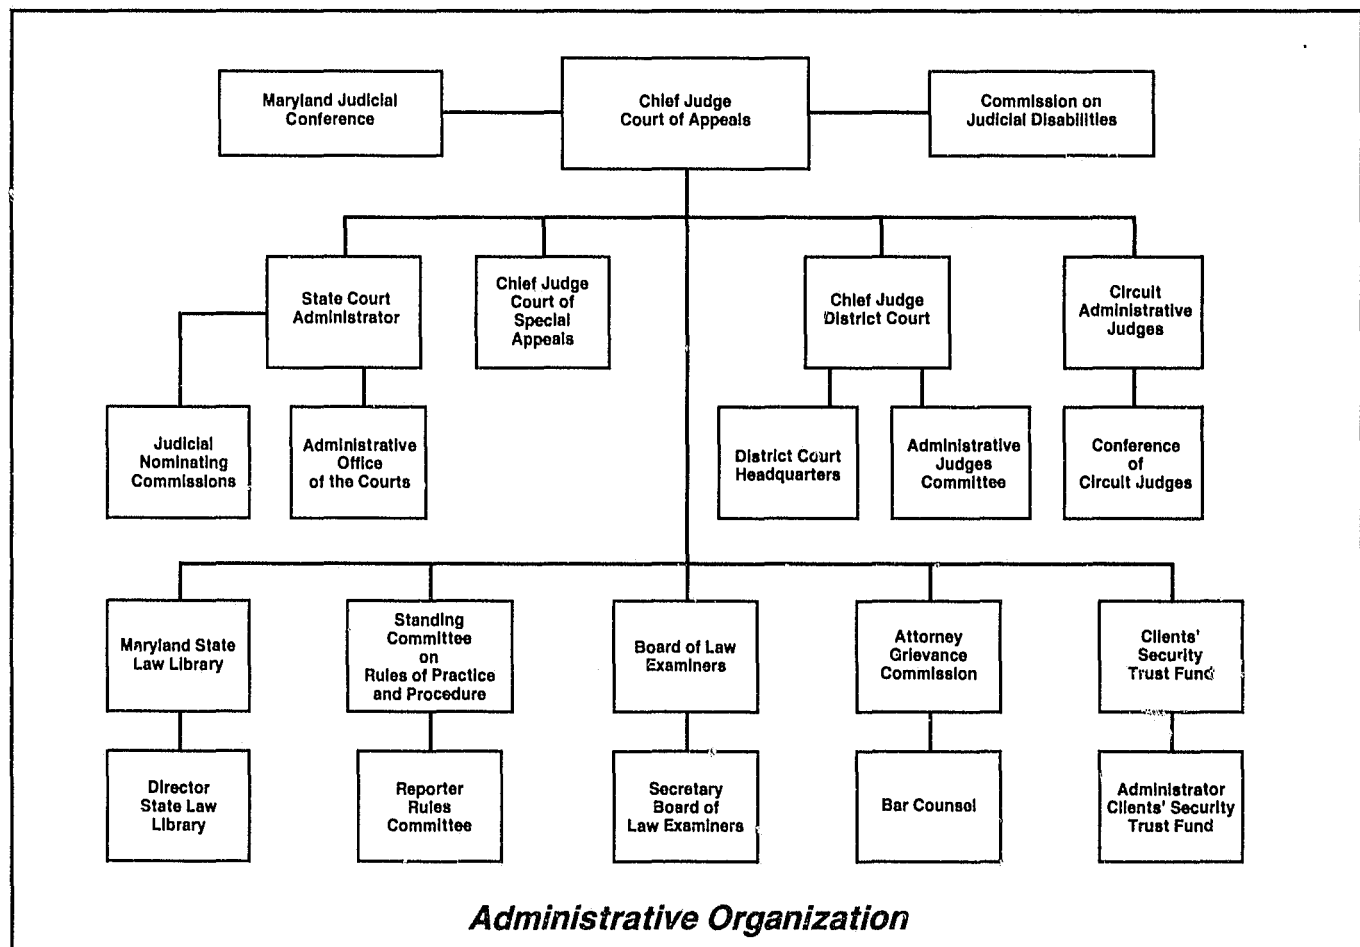 Maryland Judicial
Conference
Chief Judge
Court of Appeals
Commission on
Judicial Disabilities
State Court
Administrator
Chief Judge
Court of
Special
Appeals
Chief Judge
District Court
Circuit
Administrative
Judges
Judicial
Nominating
Commissions
Administrative
Office
of the Courts
District Court
Headquarters
Administrative
Judges
Committee
Conference
of
Circuit Judges
Maryland State
Law Library
Standing
Committee
on
Rules of Practice
and Procedure
Board of Law
Examiners
Attorney
Grievance
Commission
Clients'
Security
Trust Fund
Director
State Law
Library
Reporter
Rules
Committee
Secretary
Board of
Law Examiners
Bar Counsel
Administrator
Clients' Security
Trust Fund
Administrative Organization